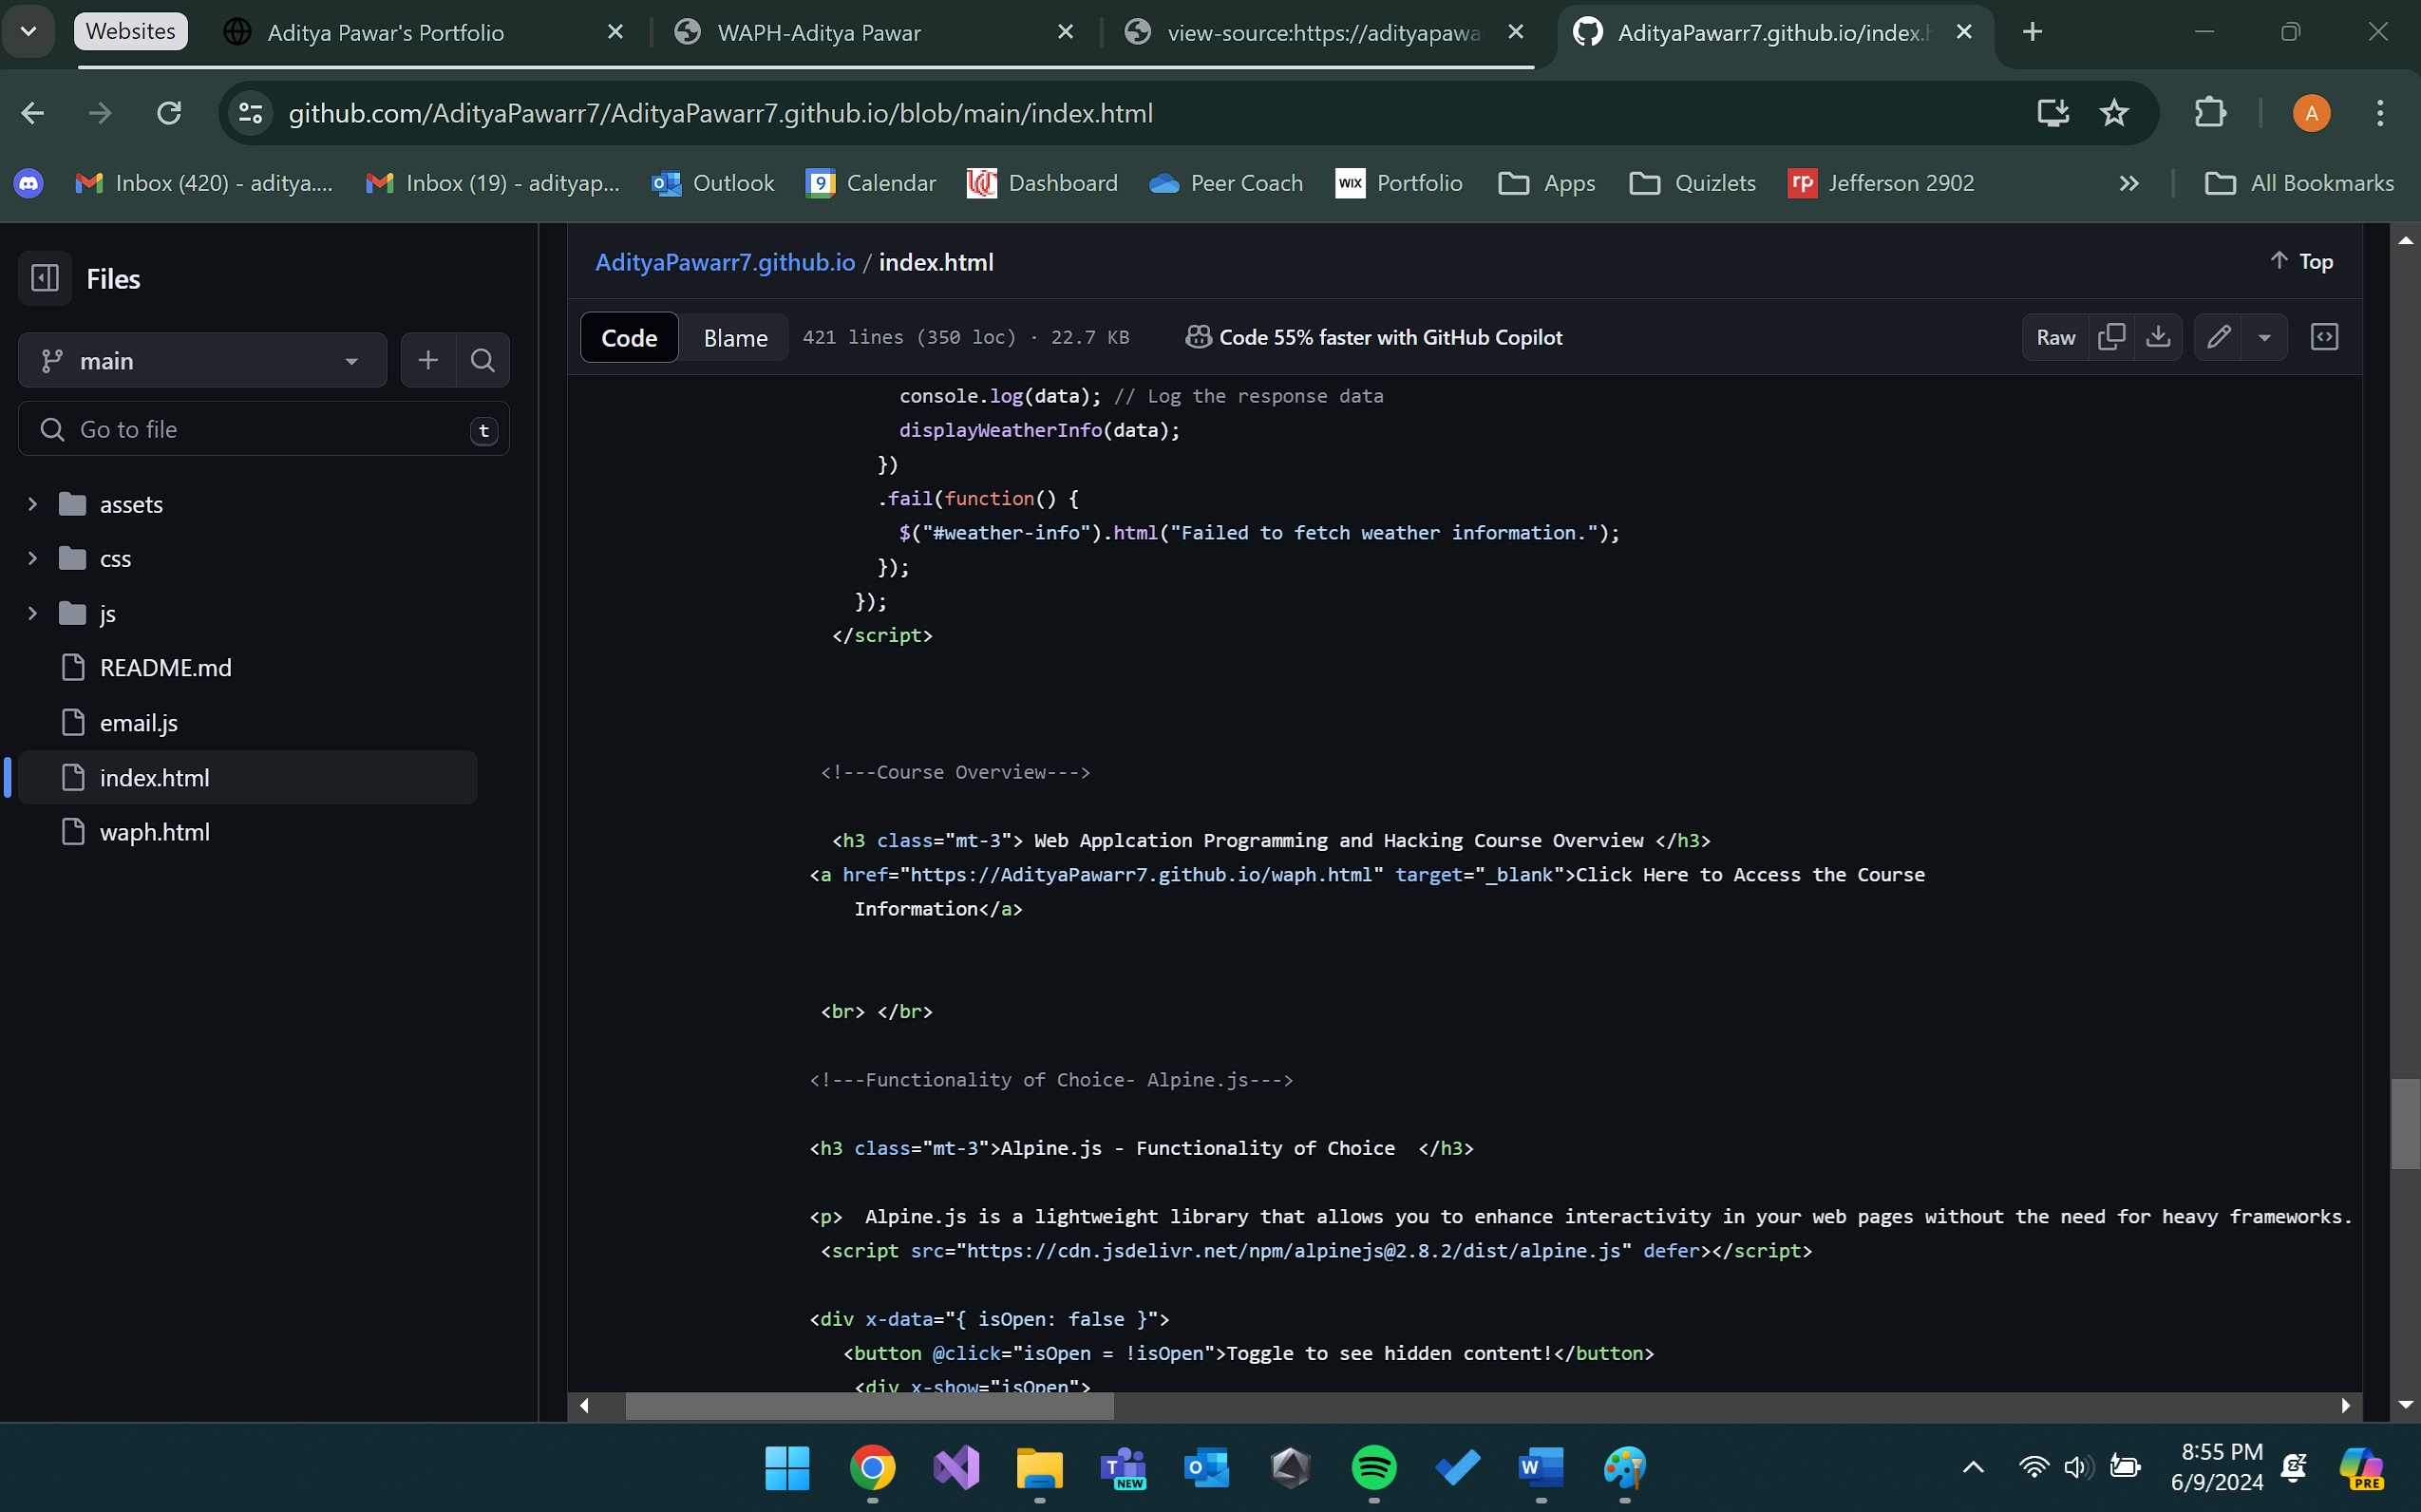 Websites
Aditya Pawar's Portfolio
WAPH-Aditya Pawar
view-source:https://adityapawa
AdityaPawarr7.github.io/index.h
github.com/AdityaPawarr7/AdityaPawarr7.github.io/blob/main/index.html
A
Inbox (420) - aditya....
Inbox (19) - adityap...
Outlook
9
Calendar
Dashboard
Peer Coach
WIX
Portfolio
Apps
Quizlets
rp
Jefferson 2902
All Bookmarks
Files
main
Go to file
t
assets
css
js
README.md
email.js
index.html
waph.html
AdityaPawarr7.github.io / index.html
Top
Code
Blame
421 lines (350 loc) · 22.7 KB
Code 55% faster with GitHub Copilot
Raw
console.log(data); // Log the response data
displayWeatherInfo(data);
})
.fail(function() {
$("#weather-info").html("Failed to fetch weather information.");
});
});
</script>
<!---Course Overview--->
<h3 class="mt-3"> Web Applcation Programming and Hacking Course Overview </h3>
<a href="https://AdityaPawarr7.github.io/waph.html" target="_blank">Click Here to Access the Course
Information</a>
<br> </br>
<!---Functionality of Choice- Alpine.js--->
<h3 class="mt-3">Alpine.js - Functionality of Choice  </h3>
<p>  Alpine.js is a lightweight library that allows you to enhance interactivity in your web pages without the need for heavy frameworks.
<script src="https://cdn.jsdelivr.net/npm/alpinejs@2.8.2/dist/alpine.js" defer></script>
<div x-data="{ isOpen: false }">
<button @click="isOpen = !isOpen">Toggle to see hidden content!</button>
<div x-show="isOpen">
T
NEW
O
W
8:55 PM
6/9/2024
PRE